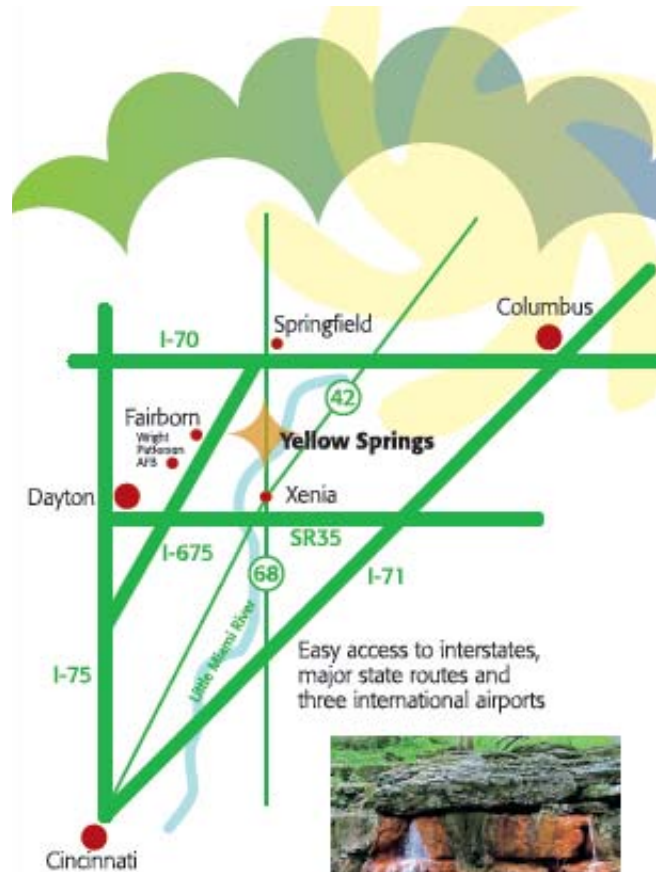 Columbus
Springfield
I-70
42
Fairborn
Wright
Patterson
AFB
Yellow Springs
Dayton
Xenia
SR35
I-675
I-71
68
Little Miami River
I-75
Easy access to interstates,
major state routes and
three international airports
Cincinnati